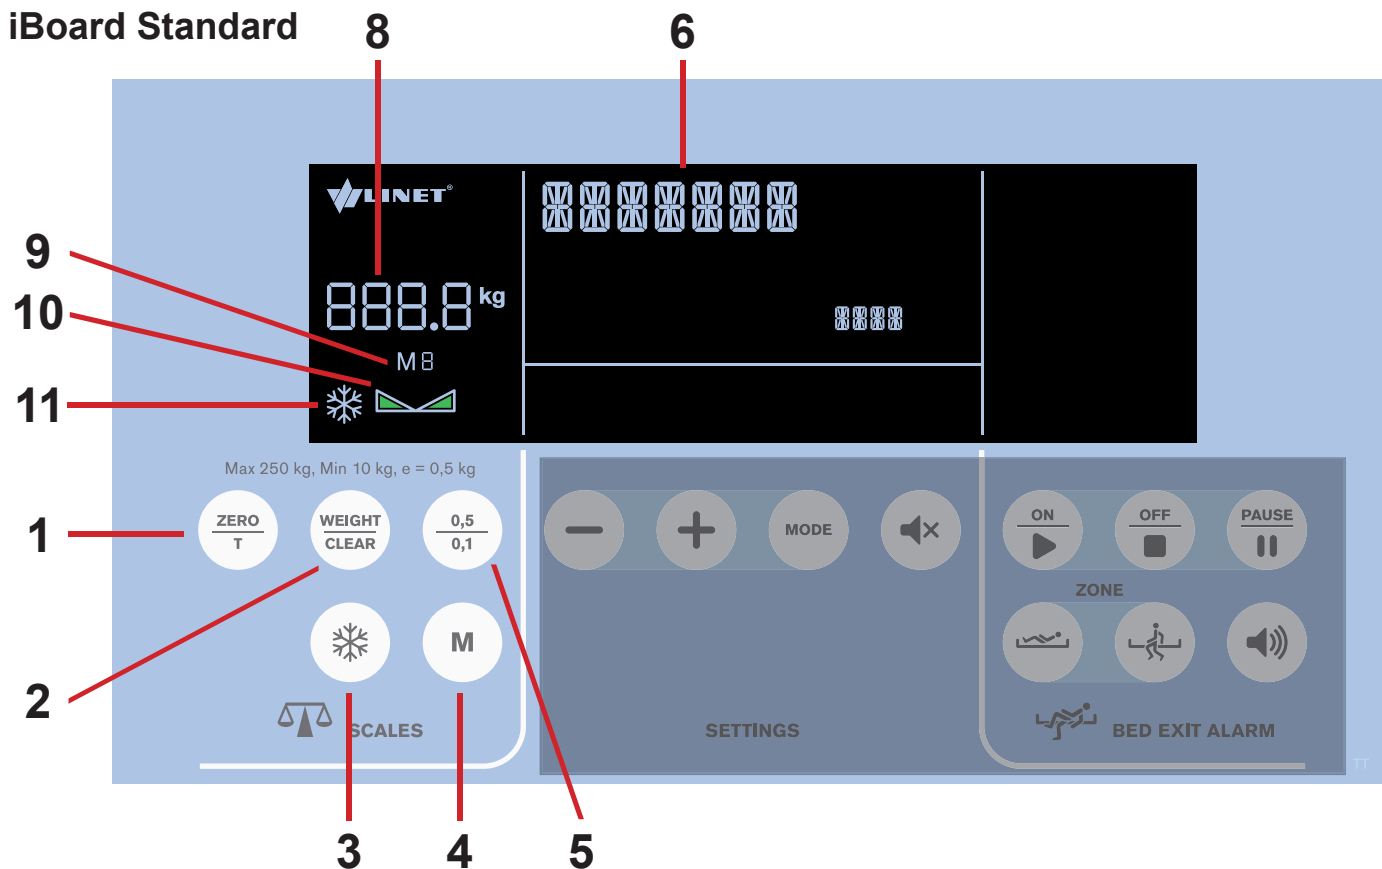 iBoard Standard
8
6
LINET®
9
888.8 kg
10
M 8
11
Max 250 kg, Min 10 kg, e = 0,5 kg
1
ZERO
T
WEIGHT
CLEAR
0,5
0,1
MODE
ON
OFF
PAUSE
ZONE
M
2
SCALES
SETTINGS
BED EXIT ALARM
TT
3
4
5